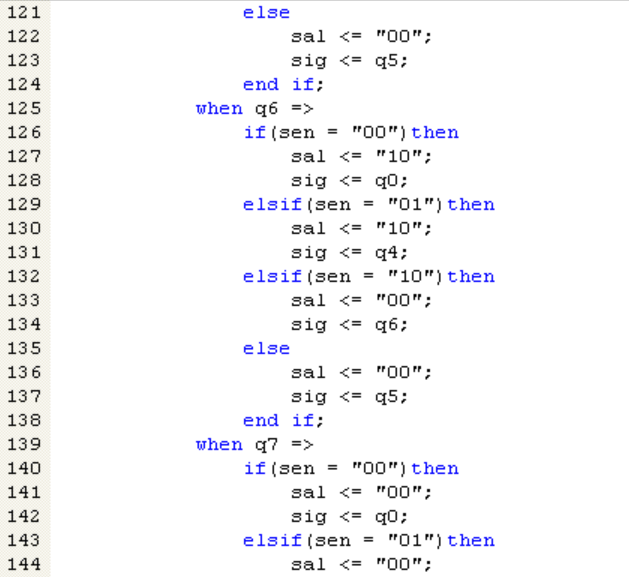 121 else
122 sal <= "00";
123 sig <= q5;
124 end if;
125 when q6 =>
126 if(sen = "00")then
127 sal <= "10";
128 sig <= q0;
129 elsif(sen = "01")then
130 sal <= "10";
131 sig <= q4;
132 elsif(sen = "10")then
133 sal <= "00";
134 sig <= q6;
135 else
136 sal <= "00";
137 sig <= q5;
138 end if;
139 when q7 =>
140 if(sen = "00")then
141 sal <= "00";
142 sig <= q0;
143 elsif(sen = "01")then
144 sal <= "00";